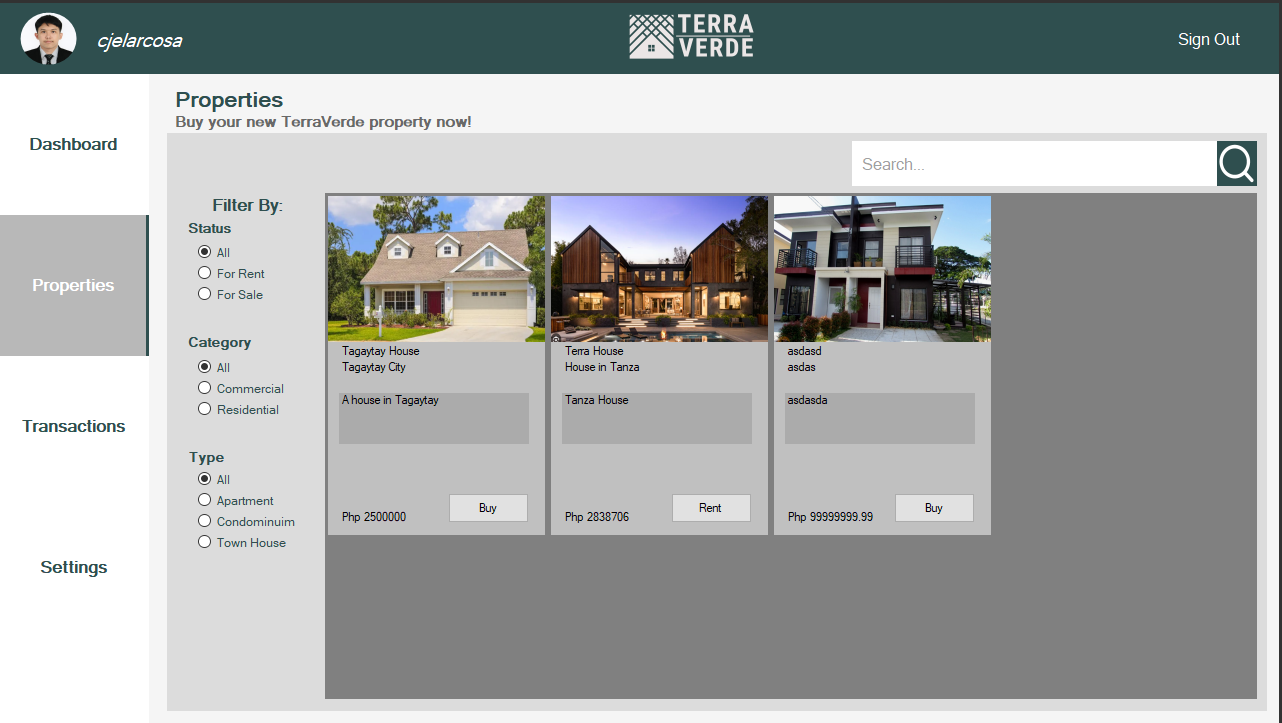 cjelarcosa
TERRA
VERDE
Sign Out
Dashboard
Properties
Transactions
Settings
Properties
Buy your new TerraVerde property now!
Search...
Filter By:
Status
All
For Rent
For Sale
Category
All
Commercial
Residential
Type
All
Apartment
Condominuim
Town House
Tagaytay House
Tagaytay City
A house in Tagaytay
Php 2500000
Buy
Terra House
House in Tanza
Tanza House
Php 2838706
Rent
asdasd
asdas
asdasda
Php 99999999.99
Buy